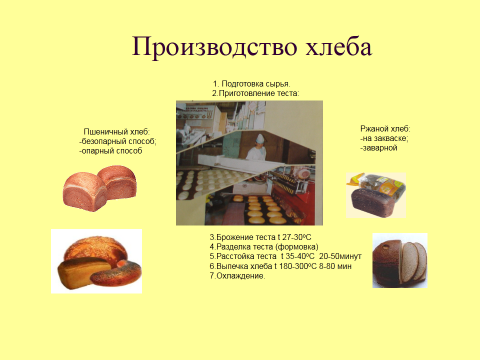 Производство хлеба
1. Подготовка сырья.
2.Приготовление теста:
Пшеничный хлеб:
-безопарный способ;
-опарный способ
Ржаной хлеб:
-на закваске;
-заварной
3.Брожение теста t 27-30ºC
4.Разделка теста (формовка)
5.Расстойка теста t 35-40ºC 20-50минут
6.Выпечка хлеба t 180-300ºC 8-80 мин
7.Охлаждение.